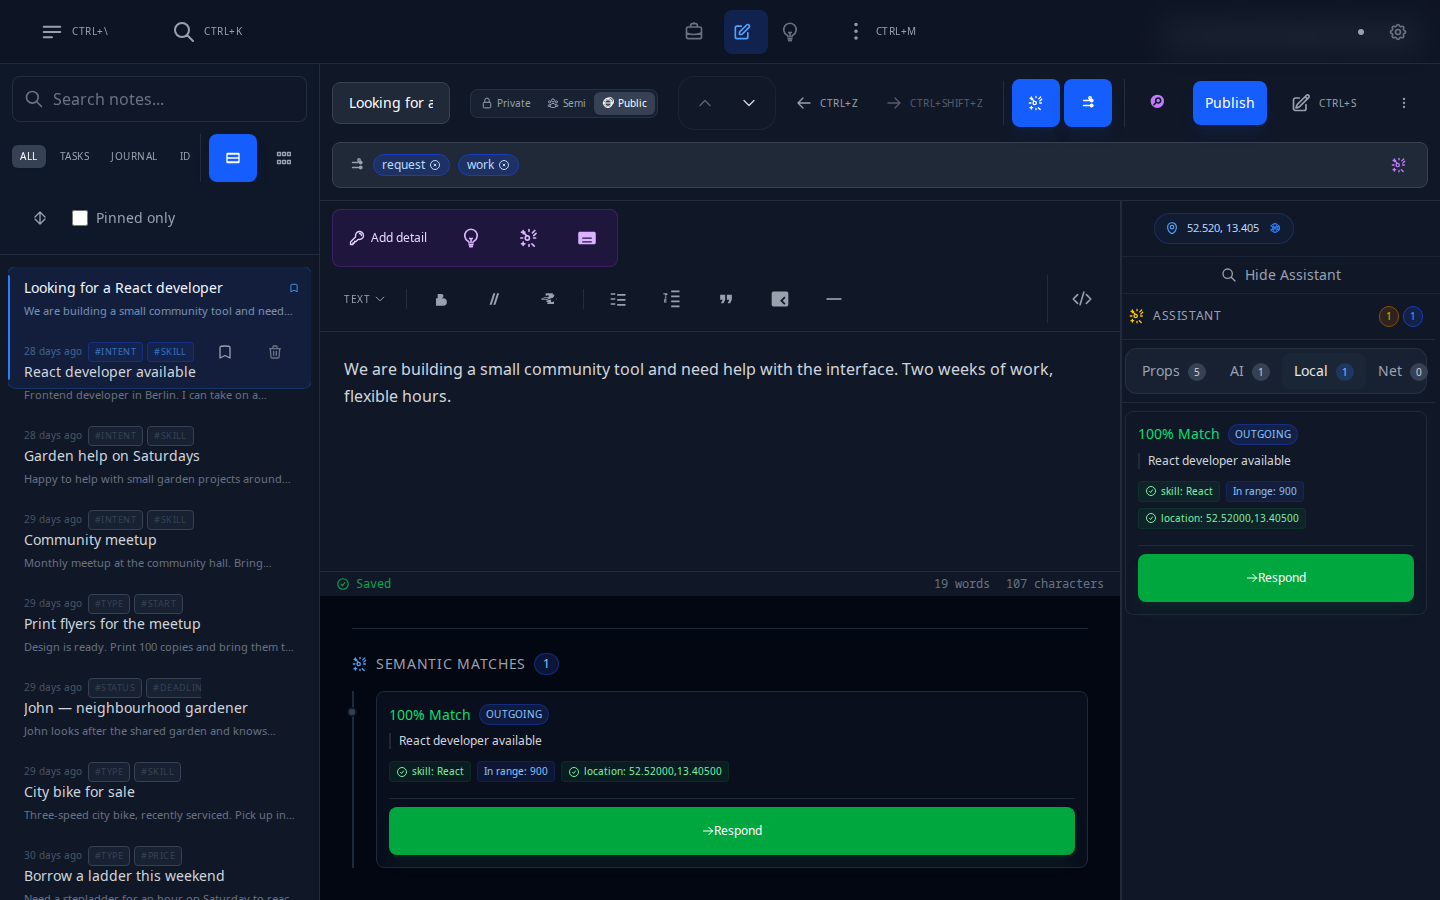 CTRL+\
CTRL+K
CTRL+M
Search notes...
ALL TASKS JOURNAL ID
Pinned only
Looking for a React developer
We are building a small community tool and need...
28 days ago #INTENT #SKILL
React developer available
Frontend developer in Berlin. I can take on a...
28 days ago #INTENT #SKILL
Garden help on Saturdays
Happy to help with small garden projects around...
29 days ago #INTENT #SKILL
Community meetup
Monthly meetup at the community hall. Bring...
29 days ago #TYPE #START
Print flyers for the meetup
Design is ready. Print 100 copies and bring them t...
29 days ago #STATUS #DEADLIN
John — neighbourhood gardener
John looks after the shared garden and knows...
29 days ago #TYPE #SKILL
City bike for sale
Three-speed city bike, recently serviced. Pick up in...
30 days ago #TYPE #PRICE
Borrow a ladder this weekend
Need a stepladder for an hour on Saturday to reac
Looking for a
Private Semi Public
CTRL+Z
CTRL+SHIFT+Z
Publish
CTRL+S
request work
Add detail
TEXT
We are building a small community tool and need help with the interface. Two weeks of work,
flexible hours.
Saved
19 words 107 characters
SEMANTIC MATCHES 1
100% Match OUTGOING
React developer available
skill: React In range: 900 location: 52.52000,13.40500
→Respond
52.520, 13.405
Hide Assistant
ASSISTANT 1 1
Props 5 AI 1 Local 1 Net 0
100% Match OUTGOING
React developer available
skill: React In range: 900
location: 52.52000,13.40500
→Respond